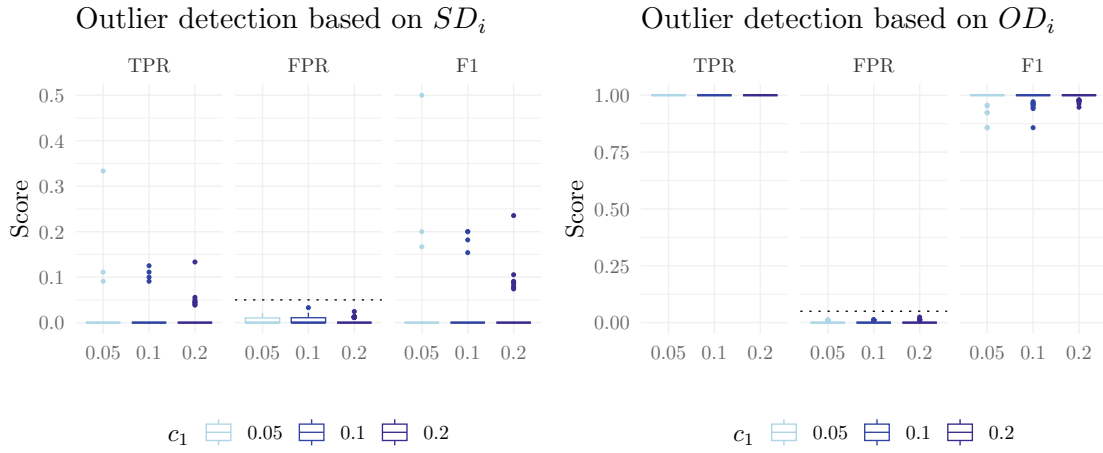 Outlier detection based on SD_i
TPR FPR F1
0.5
0.4
0.3
0.2
0.1
0.0
Score
0.05 0.1 0.2 0.05 0.1 0.2 0.05 0.1 0.2
c_1 0.05 0.1 0.2
Outlier detection based on OD_i
TPR FPR F1
1.00
0.75
0.50
0.25
0.00
Score
0.05 0.1 0.2 0.05 0.1 0.2 0.05 0.1 0.2
c_1 0.05 0.1 0.2